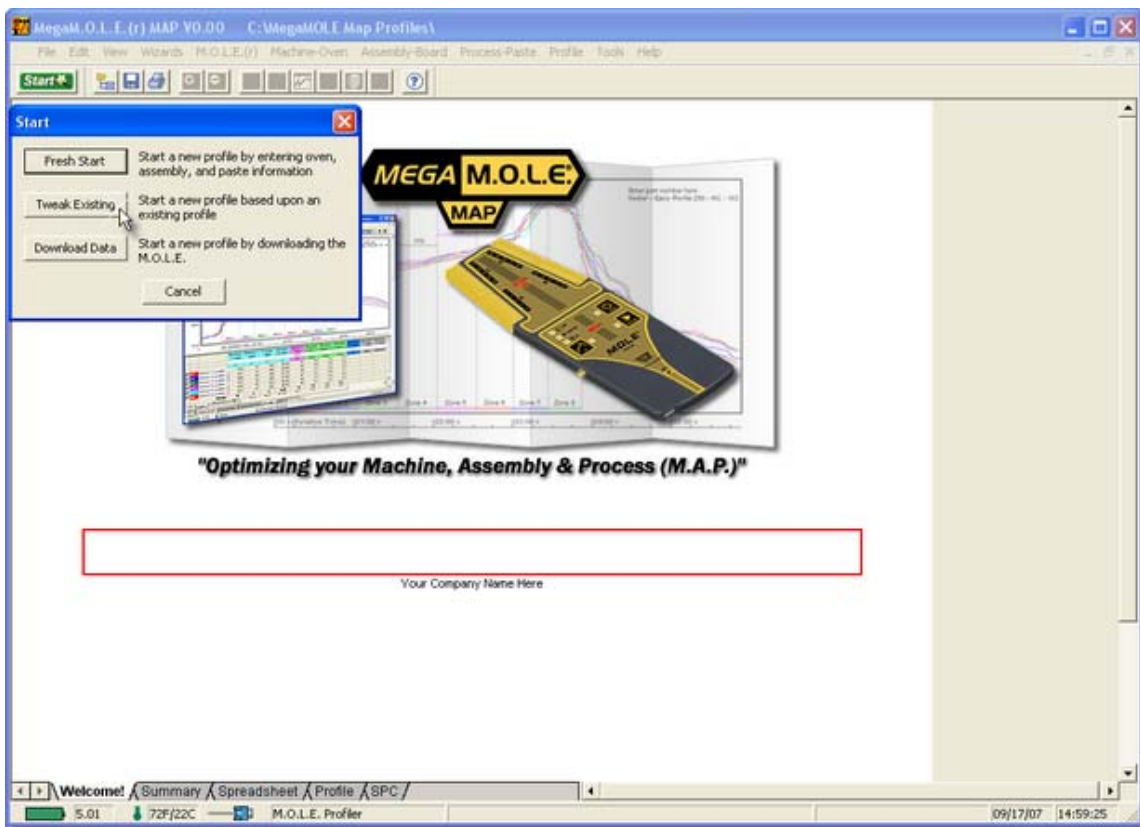 MegaM.O.L.E.(r) MAP V0.00 C:\MegaMOLE Map Profiles\
File Edit View Wizards M.O.L.E.(r) Machine-Oven Assembly-Board Process-Paste Profile Tools Help
Start
Start
Fresh Start
Start a new profile by entering oven,
assembly, and paste information
Tweak Existing
Start a new profile based upon an
existing profile
Download Data
Start a new profile by downloading the
M.O.L.E.
Cancel
MEGA M.O.L.E.
MAP
MOLE
"Optimizing your Machine, Assembly & Process (M.A.P.)"
Your Company Name Here
Welcome! Summary Spreadsheet Profile SPC
5.01 72F/22C M.O.L.E. Profiler 09/17/07 14:59:25